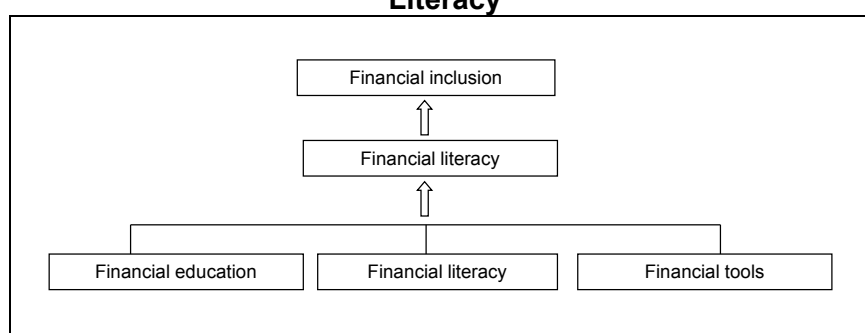 Literacy
Financial inclusion
Financial literacy
Financial education
Financial literacy
Financial tools